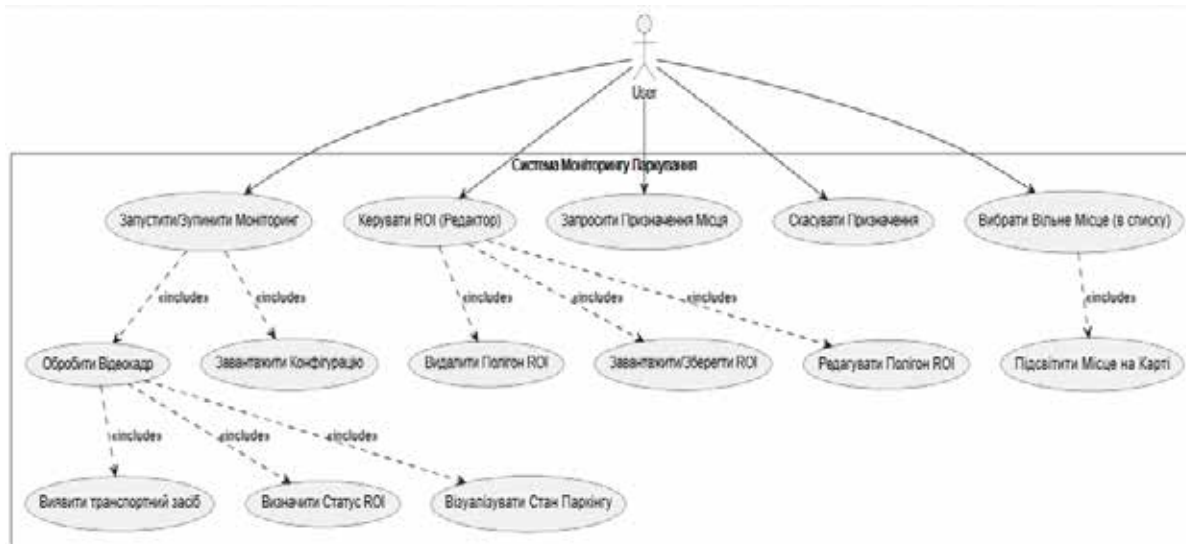 User
Система Моніторингу Паркування
Запустити/Зупинити Моніторинг
Керувати ROI (Редактор)
Запросити Призначення Місця
Скасувати Призначення
Вибрати Вільне Місце (в списку)
«include»
«include»
«include»
«include»
«include»
«include»
Обробити Відеокадр
Завантажити Конфігурацію
Видалити Полігон ROI
Завантажити/Зберегти ROI
Редагувати Полігон ROI
Підсвітити Місце на Карті
«include»
«include»
«include»
Виявити транспортний засіб
Визначити Статус ROI
Візуалізувати Стан Паркінгу